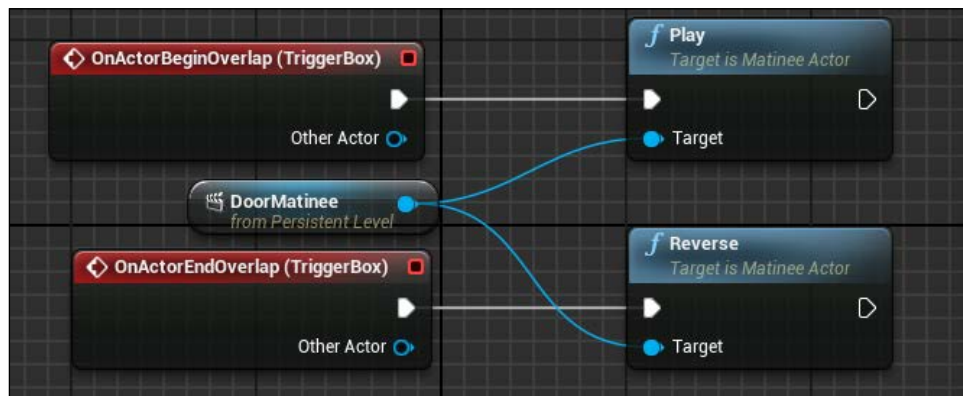 OnActorBeginOverlap (TriggerBox)
Other Actor
f Play
Target is Matinee Actor
Target
DoorMatinee
from Persistent Level
OnActorEndOverlap (TriggerBox)
Other Actor
f Reverse
Target is Matinee Actor
Target